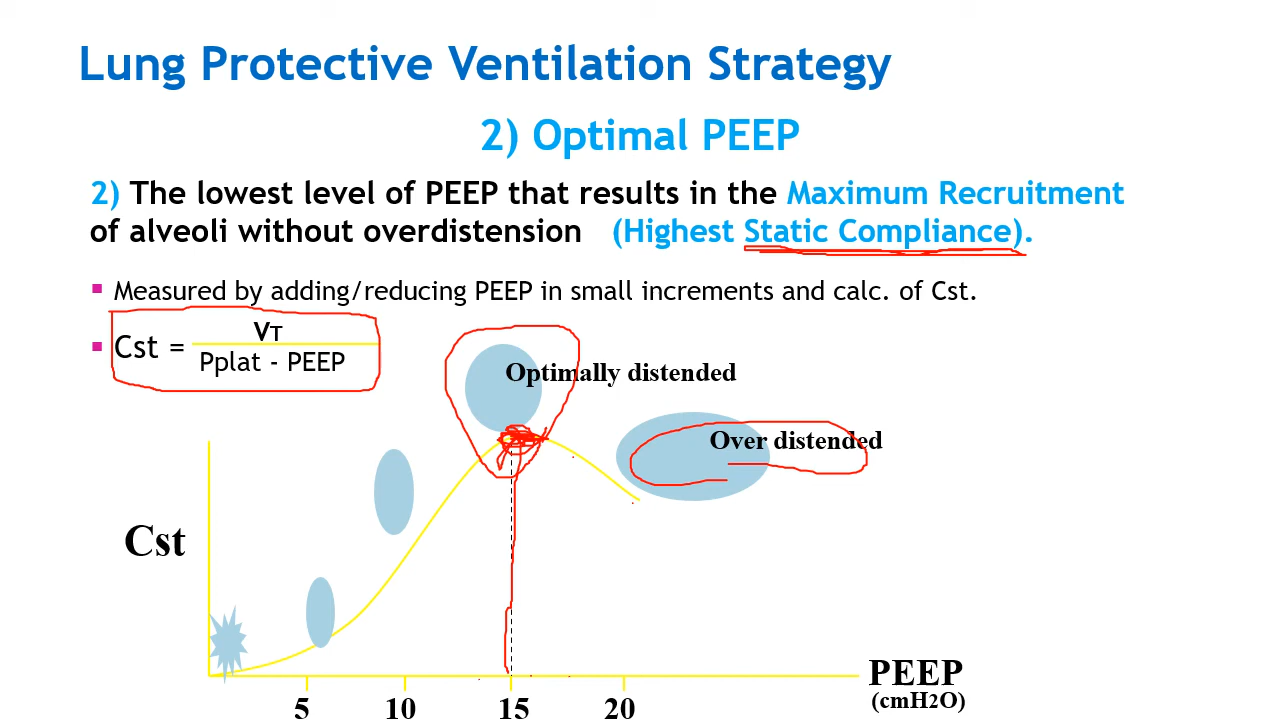 Lung Protective Ventilation Strategy
2) Optimal PEEP
2) The lowest level of PEEP that results in the Maximum Recruitment
of alveoli without overdistension (Highest Static Compliance).
Measured by adding/reducing PEEP in small increments and calc. of Cst.
Cst = VT
Pplat - PEEP
Optimally distended
Over distended
Cst
PEEP
(cmH2O)
5 10 15 20